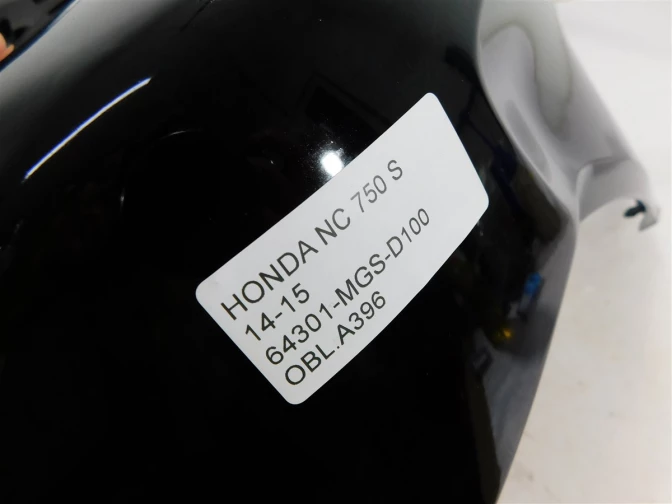 HONDA NC 750 S
14-15
64301-MGS-D100
OBL.A396